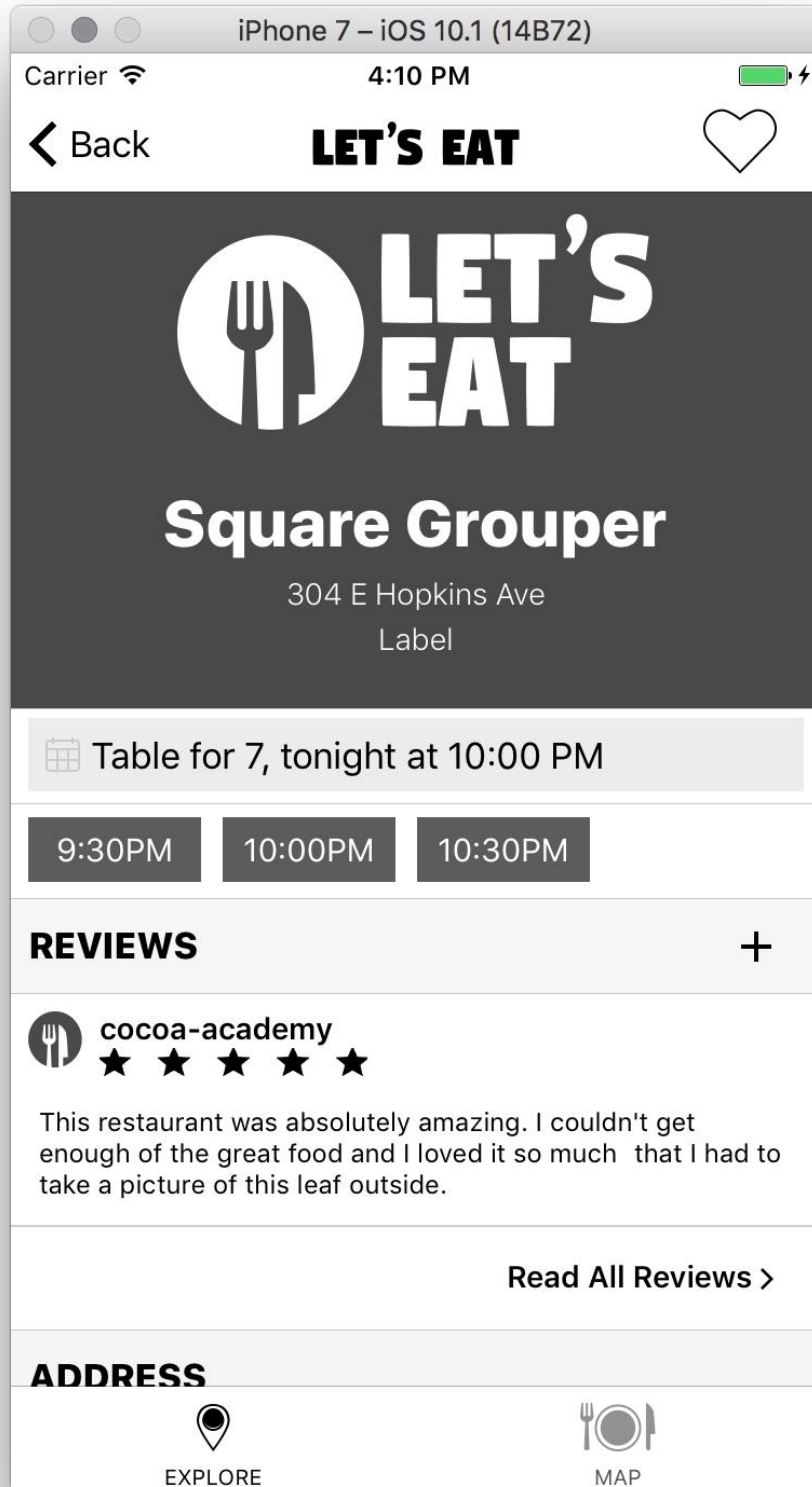 iPhone 7 – iOS 10.1 (14B72)
Carrier 4:10 PM
Back LET'S EAT
LET'S
EAT
Square Grouper
304 E Hopkins Ave
Label
Table for 7, tonight at 10:00 PM
9:30PM 10:00PM 10:30PM
REVIEWS +
cocoa-academy
This restaurant was absolutely amazing. I couldn't get
enough of the great food and I loved it so much  that I had to
take a picture of this leaf outside.
Read All Reviews >
ADDRESS
EXPLORE MAP